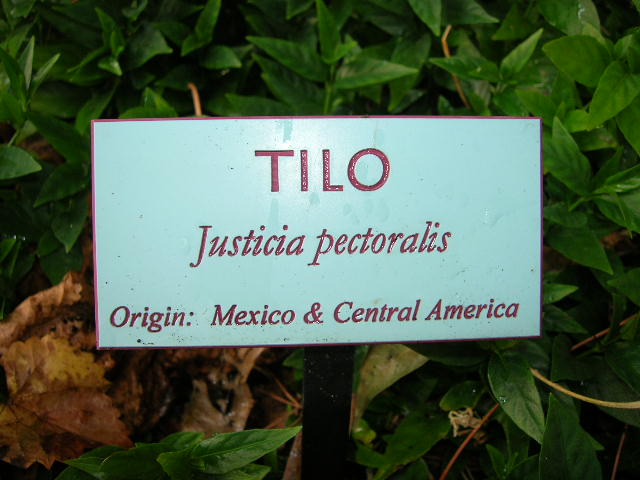 TILO
Justicia pectoralis
Origin: Mexico & Central America